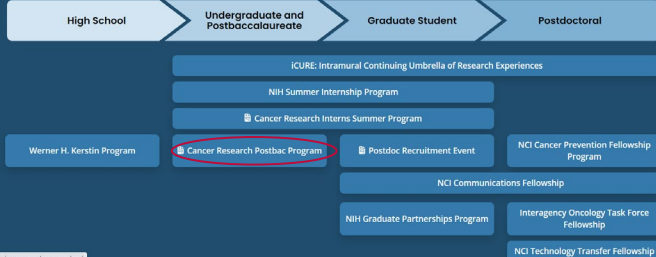 High School
Undergraduate and
Postbaccalaureate
Graduate Student
Postdoctoral
iCURE: Intramural Continuing Umbrella of Research Experiences
NIH Summer Internship Program
Cancer Research Interns Summer Program
Werner H. Kerstin Program
Cancer Research Postbac Program
Postdoc Recruitment Event
NCI Cancer Prevention Fellowship
Program
NCI Communications Fellowship
NIH Graduate Partnerships Program
Interagency Oncology Task Force
Fellowship
NCI Technology Transfer Fellowship